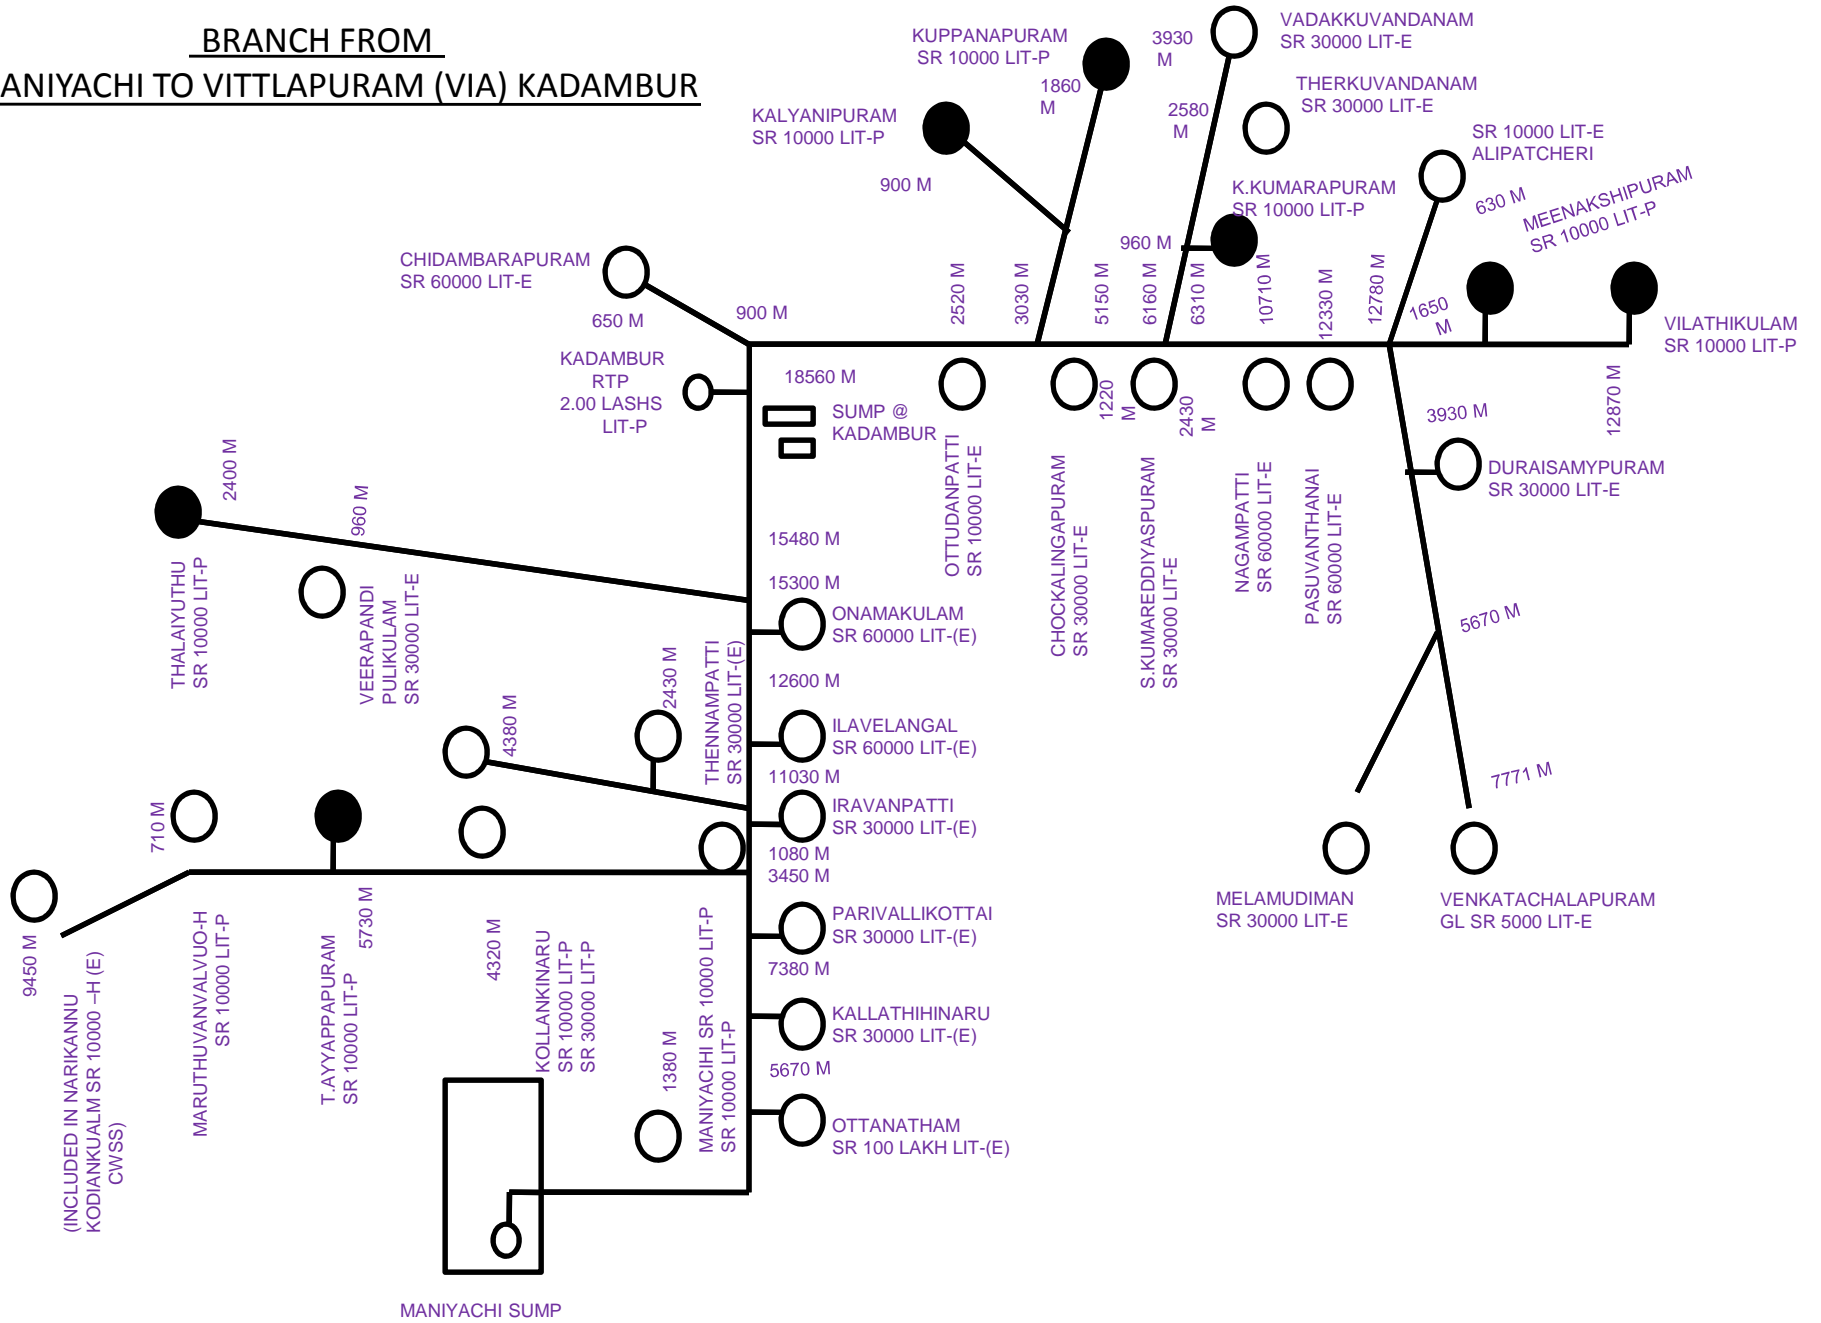 BRANCH FROM
ANIYACHI TO VITTLAPURAM (VIA) KADAMBUR
KUPPANAPURAM
SR 10000 LIT-P
1860
M
3930
M
VADAKKUVANDANAM
SR 30000 LIT-E
THERKUVANDANAM
SR 30000 LIT-E
2580
M
KALYANIPURAM
SR 10000 LIT-P
900 M
SR 10000 LIT-E
ALIPATCHERI
630 M
MEENAKSHIPURAM
SR 10000 LIT-P
K.KUMARAPURAM
SR 10000 LIT-P
960 M
CHIDAMBARAPURAM
SR 60000 LIT-E
650 M
900 M
2520 M
3030 M
5150 M
6160 M
6310 M
10710 M
12330 M
12780 M
1650
M
VILATHIKULAM
SR 10000 LIT-P
12870 M
KADAMBUR
RTP
2.00 LASHS
LIT-P
18560 M
SUMP @
KADAMBUR
OTTUDANPATTI
SR 10000 LIT-E
1220
M
CHOCKALINGAPURAM
SR 30000 LIT-E
2430
M
S.KUMAREDDIYASPURAM
SR 30000 LIT-E
NAGAMPATTI
SR 60000 LIT-E
PASUVANTHANAI
SR 60000 LIT-E
3930 M
DURAISAMYPURAM
SR 30000 LIT-E
5670 M
7771 M
MELAMUDIMAN
SR 30000 LIT-E
VENKATACHALAPURAM
GL SR 5000 LIT-E
2400 M
960 M
THALAIYUTHU
SR 10000 LIT-P
VEERAPANDI
PULIKULAM
SR 30000 LIT-E
15480 M
15300 M
ONAMAKULAM
SR 60000 LIT-(E)
12600 M
THENNAMPATTI
SR 30000 LIT-(E)
2430 M
4380 M
ILAVELANGAL
SR 60000 LIT-(E)
11030 M
IRAVANPATTI
SR 30000 LIT-(E)
1080 M
3450 M
PARIVALLIKOTTAI
SR 30000 LIT-(E)
7380 M
KALLATHIHINARU
SR 30000 LIT-(E)
5670 M
OTTANATHAM
SR 100 LAKH LIT-(E)
710 M
9450 M
(INCLUDED IN NARIKANNU
KODIANKUALM SR 10000 –H (E)
CWSS)
MARUTHUVANVALVUO-H
SR 10000 LIT-P
T.AYYAPPAPURAM
SR 10000 LIT-P
5730 M
4320 M
KOLLANKINARU
SR 10000 LIT-P
SR 30000 LIT-P
1380 M
MANIYACIHI SR 10000 LIT-P
SR 10000 LIT-P
MANIYACHI SUMP